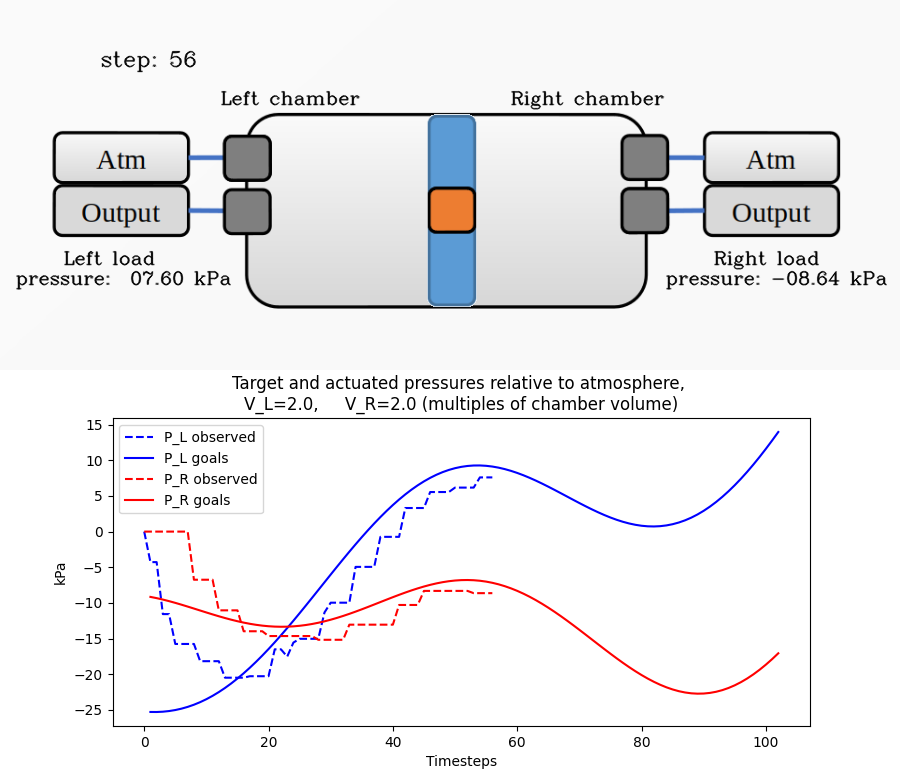 step: 56
Left chamber
Right chamber
Atm
Atm
Output
Output
Left load
pressure:  07.60 kPa
Right load
pressure: −08.64 kPa
Target and actuated pressures relative to atmosphere,
V_L=2.0,     V_R=2.0 (multiples of chamber volume)
P_L observed
P_L goals
P_R observed
P_R goals
kPa
15
10
5
0
−5
−10
−15
−20
−25
0 20 40 60 80 100
Timesteps